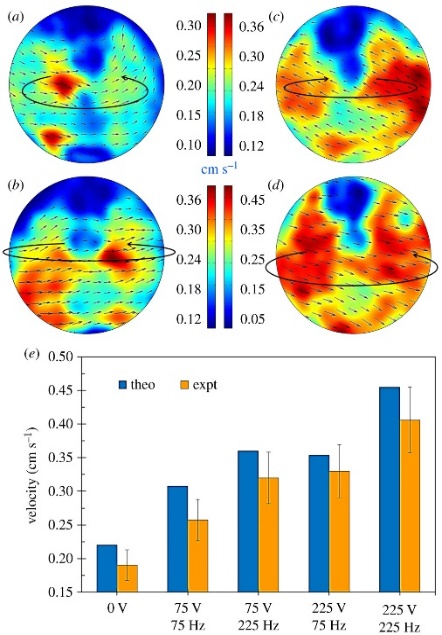 (a)
0.30
0.25
0.20
0.15
0.10
0.36
0.30
0.24
0.18
0.12
(c)
cm s⁻¹
(b)
0.36
0.30
0.24
0.18
0.12
0.45
0.35
0.25
0.15
0.05
(d)
(e)
0.50
0.45
0.40
0.35
0.30
0.25
0.20
0.15
velocity (cm s⁻¹)
theo
expt
0 V
75 V
75 Hz
75 V
225 Hz
225 V
75 Hz
225 V
225 Hz